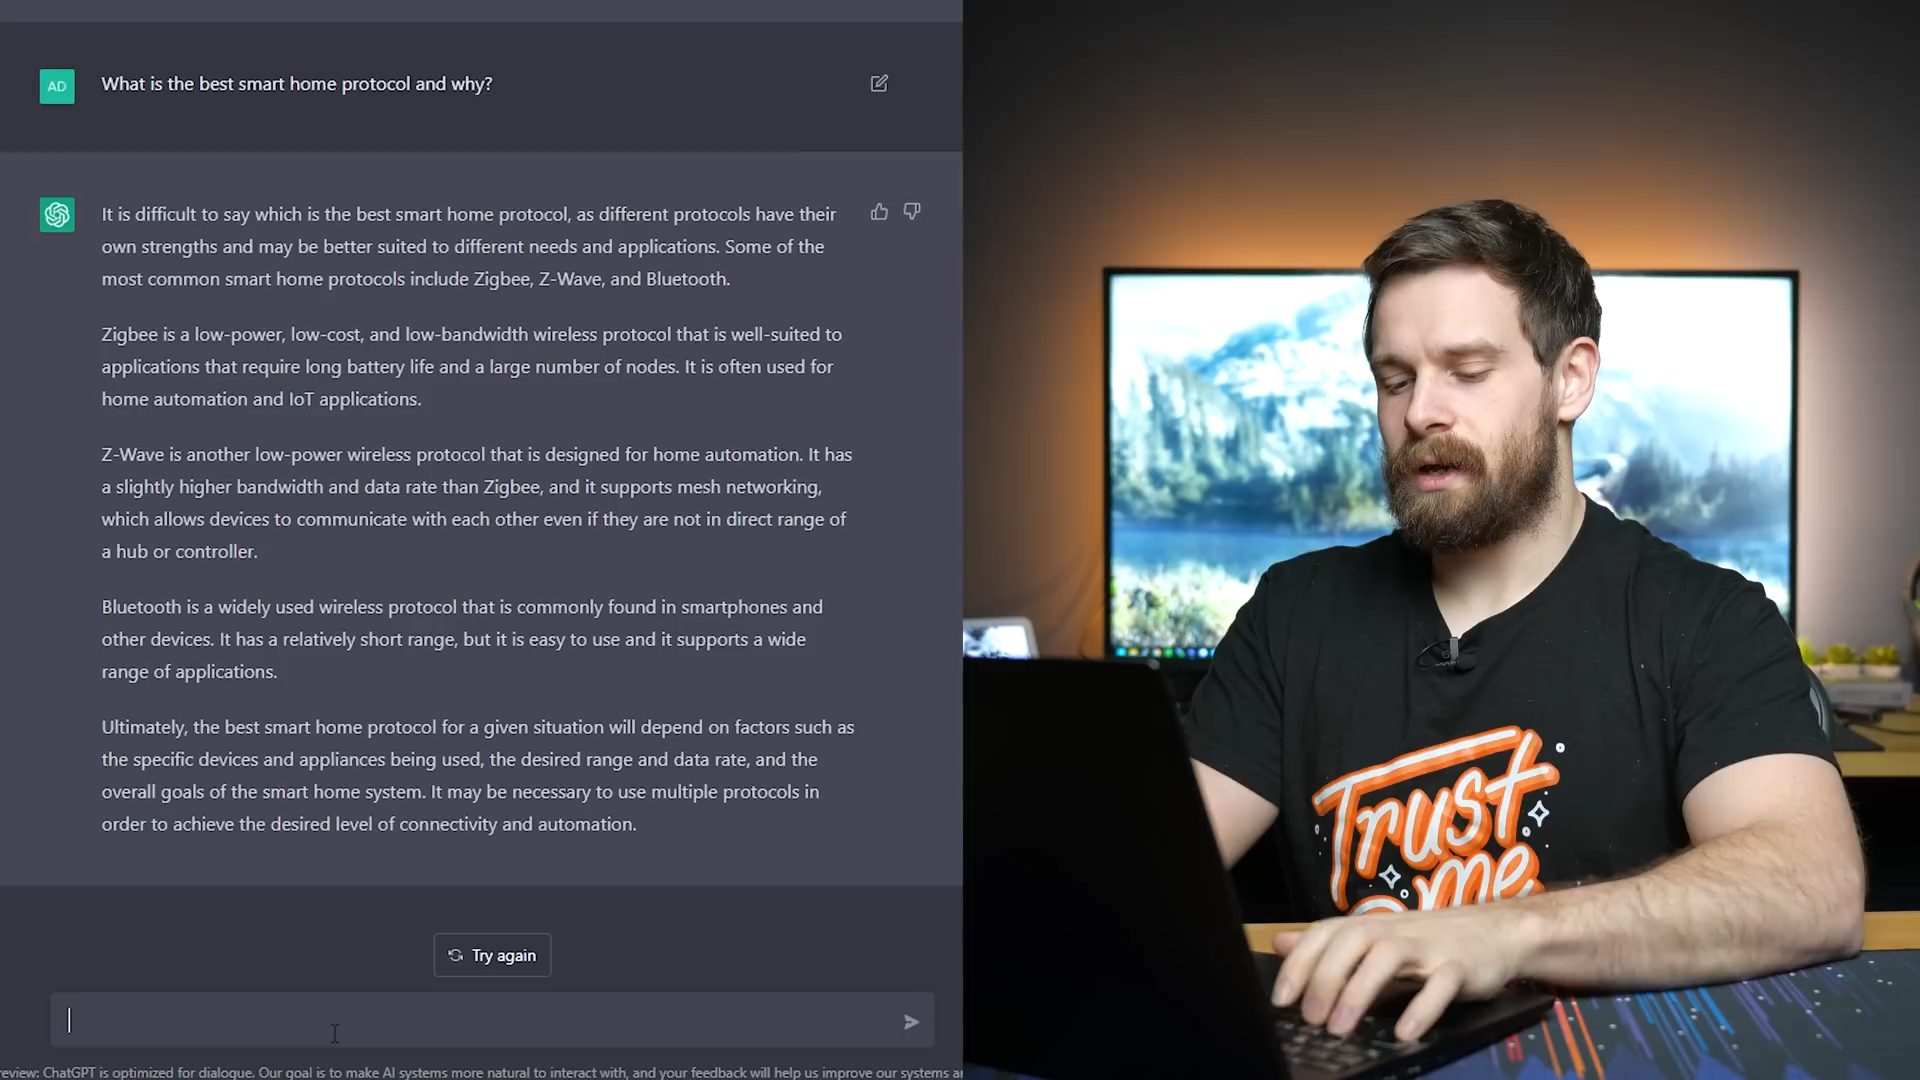 AD
What is the best smart home protocol and why?
It is difficult to say which is the best smart home protocol, as different protocols have their
own strengths and may be better suited to different needs and applications. Some of the
most common smart home protocols include Zigbee, Z-Wave, and Bluetooth.
Zigbee is a low-power, low-cost, and low-bandwidth wireless protocol that is well-suited to
applications that require long battery life and a large number of nodes. It is often used for
home automation and IoT applications.
Z-Wave is another low-power wireless protocol that is designed for home automation. It has
a slightly higher bandwidth and data rate than Zigbee, and it supports mesh networking,
which allows devices to communicate with each other even if they are not in direct range of
a hub or controller.
Bluetooth is a widely used wireless protocol that is commonly found in smartphones and
other devices. It has a relatively short range, but it is easy to use and it supports a wide
range of applications.
Ultimately, the best smart home protocol for a given situation will depend on factors such as
the specific devices and appliances being used, the desired range and data rate, and the
overall goals of the smart home system. It may be necessary to use multiple protocols in
order to achieve the desired level of connectivity and automation.
Try again
review: ChatGPT is optimized for dialogue. Our goal is to make AI systems more natural to interact with, and your feedback will help us improve our systems a
Trust
me